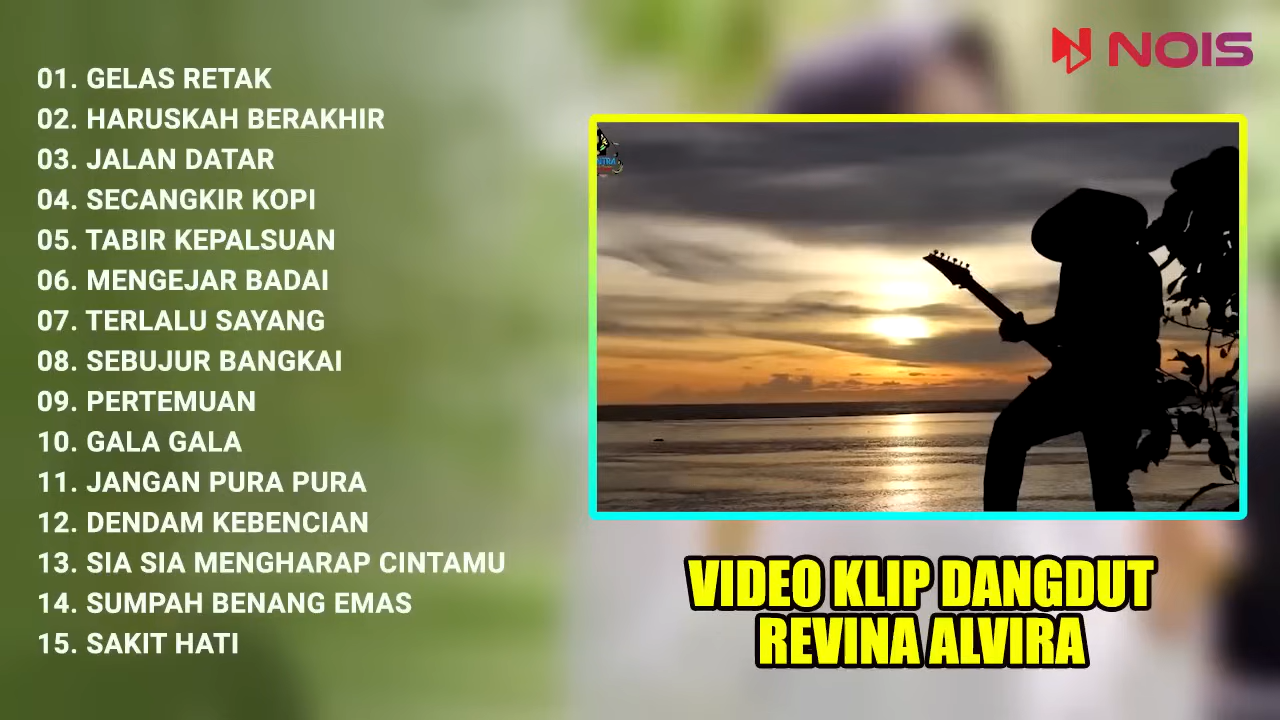 NOIS
01. GELAS RETAK
02. HARUSKAH BERAKHIR
03. JALAN DATAR
04. SECANGKIR KOPI
05. TABIR KEPALSUAN
06. MENGEJAR BADAI
07. TERLALU SAYANG
08. SEBUJUR BANGKAI
09. PERTEMUAN
10. GALA GALA
11. JANGAN PURA PURA
12. DENDAM KEBENCIAN
13. SIA SIA MENGHARAP CINTAMU
14. SUMPAH BENANG EMAS
15. SAKIT HATI
VIDEO KLIP DANGDUT
REVINA ALVIRA